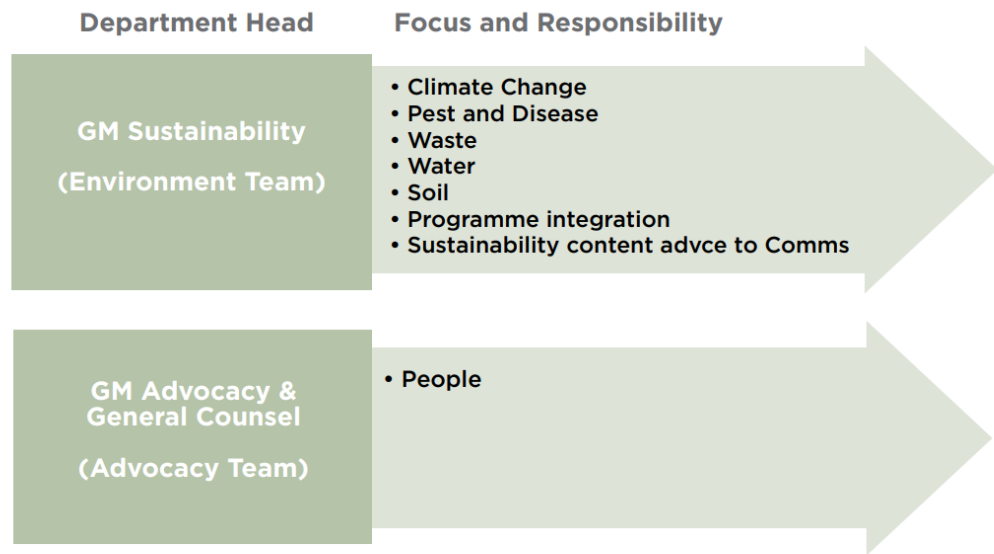 Department Head
Focus and Responsibility
GM Sustainability
(Environment Team)
• Climate Change
• Pest and Disease
• Waste
• Water
• Soil
• Programme integration
• Sustainability content advce to Comms
GM Advocacy &
General Counsel
(Advocacy Team)
• People